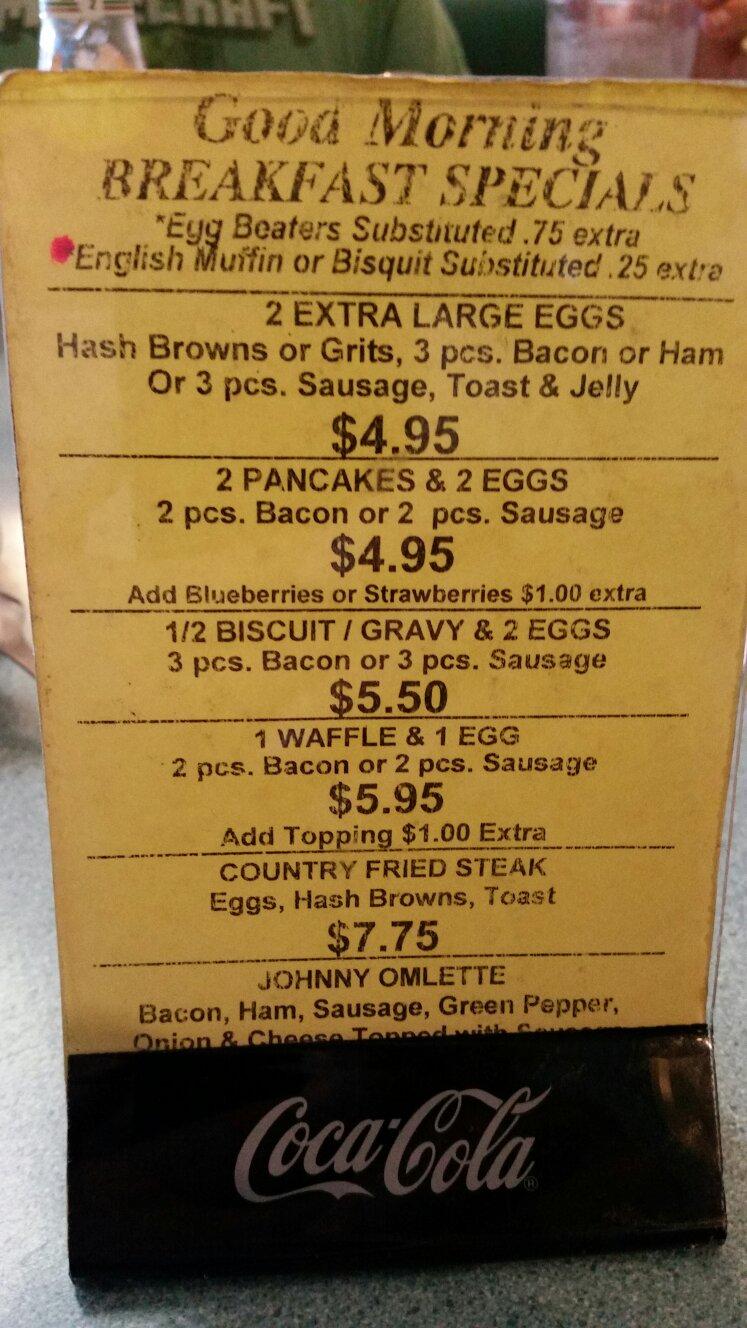 Good Morning
BREAKFAST SPECIALS
*Egg Beaters Substituted .75 extra
*English Muffin or Bisquit Substituted .25 extra
2 EXTRA LARGE EGGS
Hash Browns or Grits, 3 pcs. Bacon or Ham
Or 3 pcs. Sausage, Toast & Jelly
$4.95
2 PANCAKES & 2 EGGS
2 pcs. Bacon or 2 pcs. Sausage
$4.95
Add Blueberries or Strawberries $1.00 extra
1/2 BISCUIT / GRAVY & 2 EGGS
3 pcs. Bacon or 3 pcs. Sausage
$5.50
1 WAFFLE & 1 EGG
2 pcs. Bacon or 2 pcs. Sausage
$5.95
Add Topping $1.00 Extra
COUNTRY FRIED STEAK
Eggs, Hash Browns, Toast
$7.75
JOHNNY OMLETTE
Bacon, Ham, Sausage, Green Pepper,
Onion & Cheese Topped with
Coca-Cola